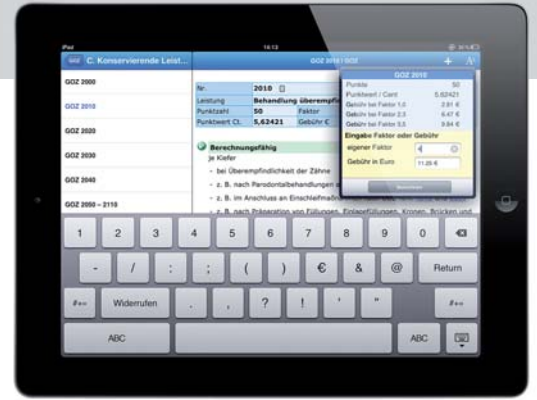 iPad
16:13
GOZ
C. Konservierende Leist...
GOZ 2010 | GOZ
GOZ 2000
GOZ 2010
GOZ 2020
GOZ 2030
GOZ 2040
GOZ 2050 – 2110
Nr. 2010
Leistung Behandlung überempfin
Punktzahl 50 Faktor
Punktwert Ct. 5,62421 Gebühr €
Berechnungsfähig
je Kiefer
- bei Überempfindlichkeit der Zähne
- z. B. nach Parodontalbehandlungen
- z. B. im Anschluss an
- z. B. nach Präparation von Füllungen, Einlagefüllungen, Kronen, Brücken und
GOZ 2010
Punkte 50
Punktwert / Cent 5.62421
Gebühr bei Faktor 1,0 2.81 €
Gebühr bei Faktor 2,3 6.47 €
Gebühr bei Faktor 3,5 9.84 €
Eingabe Faktor oder Gebühr
eigener Faktor 4
Gebühr in Euro 11.25 €
Berechnen
1 2 3 4 5 6 7 8 9 0
- / : ; ( ) € & @ Return
#+= Widerrufen . , ? ! ' " #+=
ABC ABC